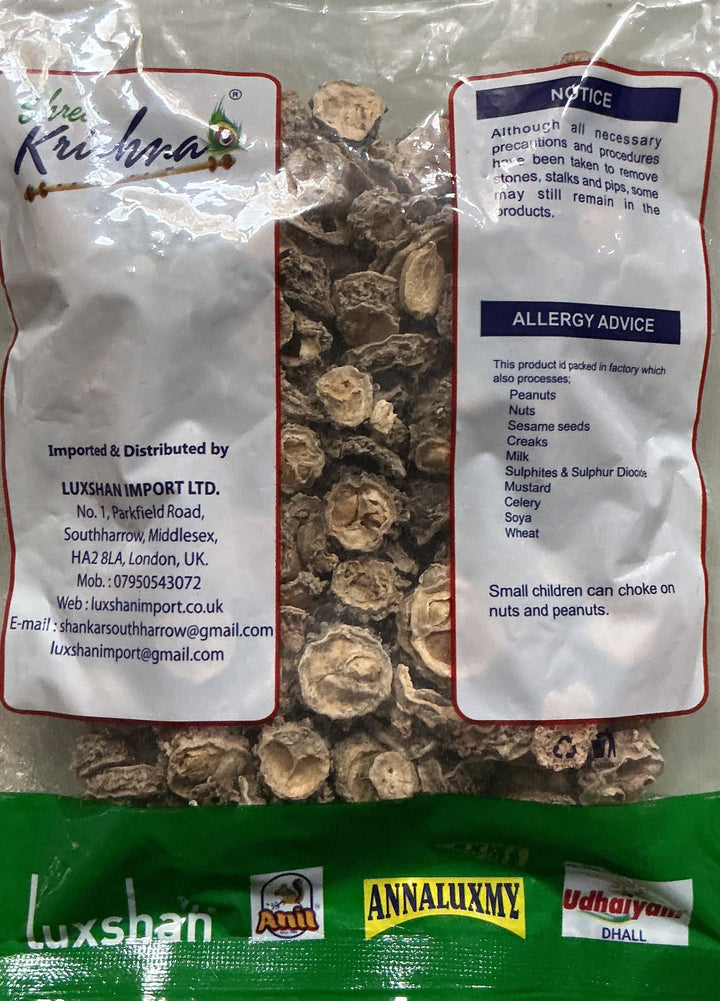 Shree
Krishna ®
Imported & Distributed by
LUXSHAN IMPORT LTD.
No. 1, Parkfield Road,
Southharrow, Middlesex,
HA2 8LA, London, UK.
Mob.: 07950543072
Web : luxshanimport.co.uk
E-mail : shankarsouthharrow@gmail.com
luxshanimport@gmail.com
NOTICE
Although all necessary
precautions and procedures
have been taken to remove
stones, stalks and pips, some
may still remain in the
products.
ALLERGY ADVICE
This product id packed in factory which
also processes;
Peanuts
Nuts
Sesame seeds
Creaks
Milk
Sulphites & Sulphur Dioxide
Mustard
Celery
Soya
Wheat
Small children can choke on
nuts and peanuts.
luxshan
Anil
ANNALUXMY
Udhaiyam
DHALL